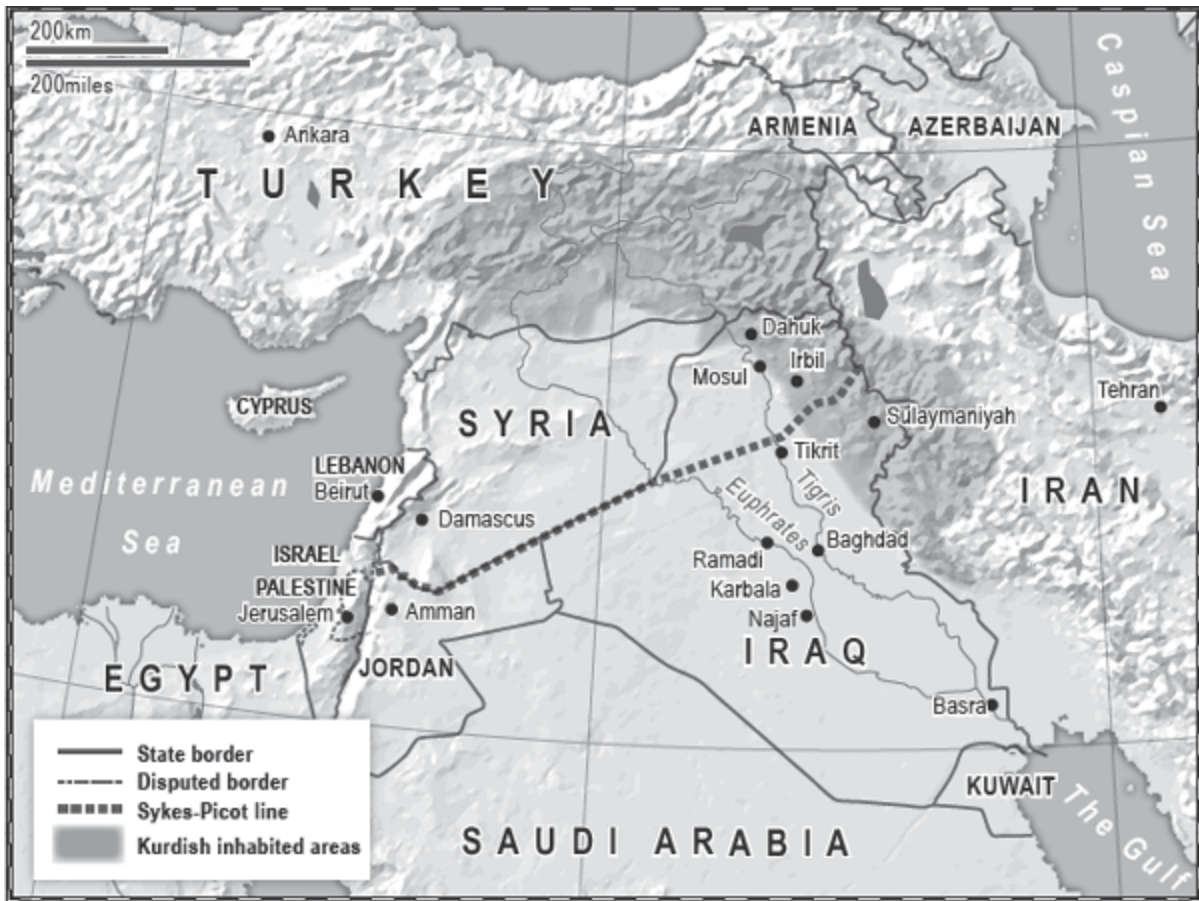 200km
200miles
Caspian Sea
Ankara
ARMENIA
AZERBAIJAN
TURKEY
Dahuk
Irbil
Mosul
Tehran
CYPRUS
SYRIA
Sulaymaniyah
Tikrit
LEBANON
Beirut
Mediterranean
Sea
IRAN
Tigris
Euphrates
Damascus
Baghdad
ISRAEL
Ramadi
PALESTINE
Karbala
Jerusalem
Amman
Najaf
IRAQ
EGYPT
JORDAN
Basra
State border
Disputed border
Sykes-Picot line
Kurdish inhabited areas
KUWAIT
The Gulf
SAUDI ARABIA